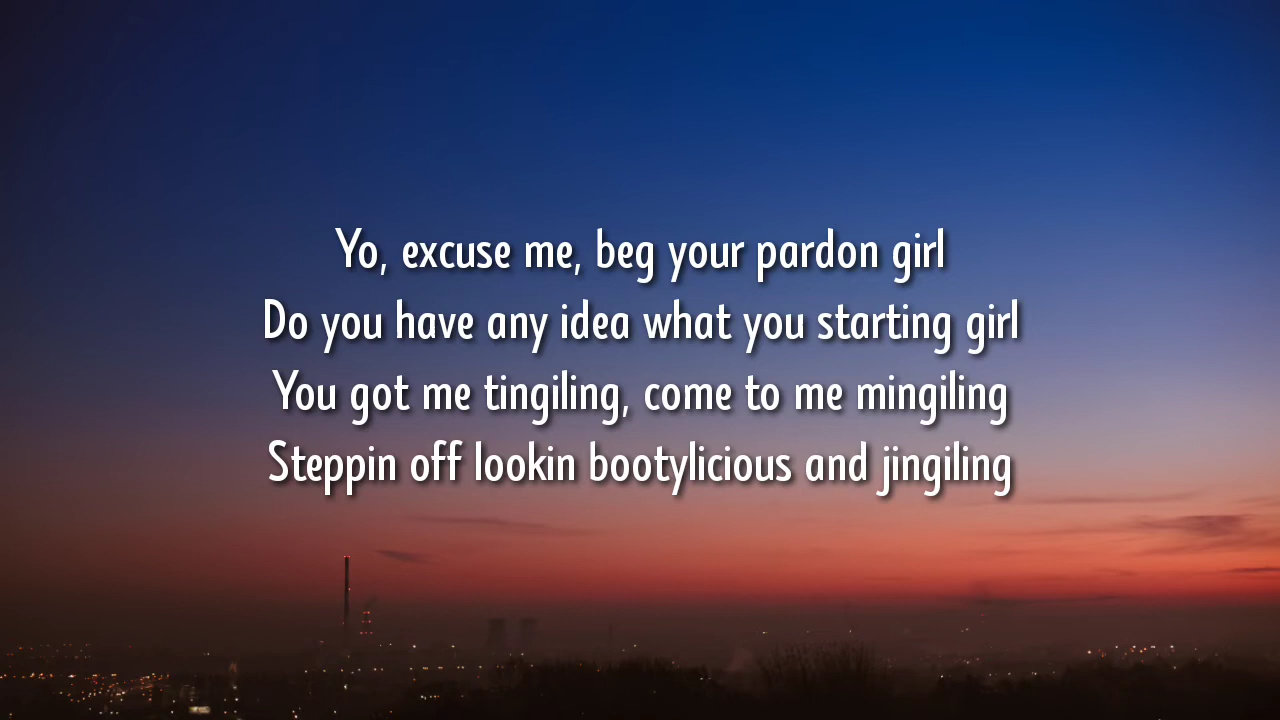 Yo, excuse me, beg your pardon girl
Do you have any idea what you starting girl
You got me tingiling, come to me mingiling
Steppin off lookin bootylicious and jingiling